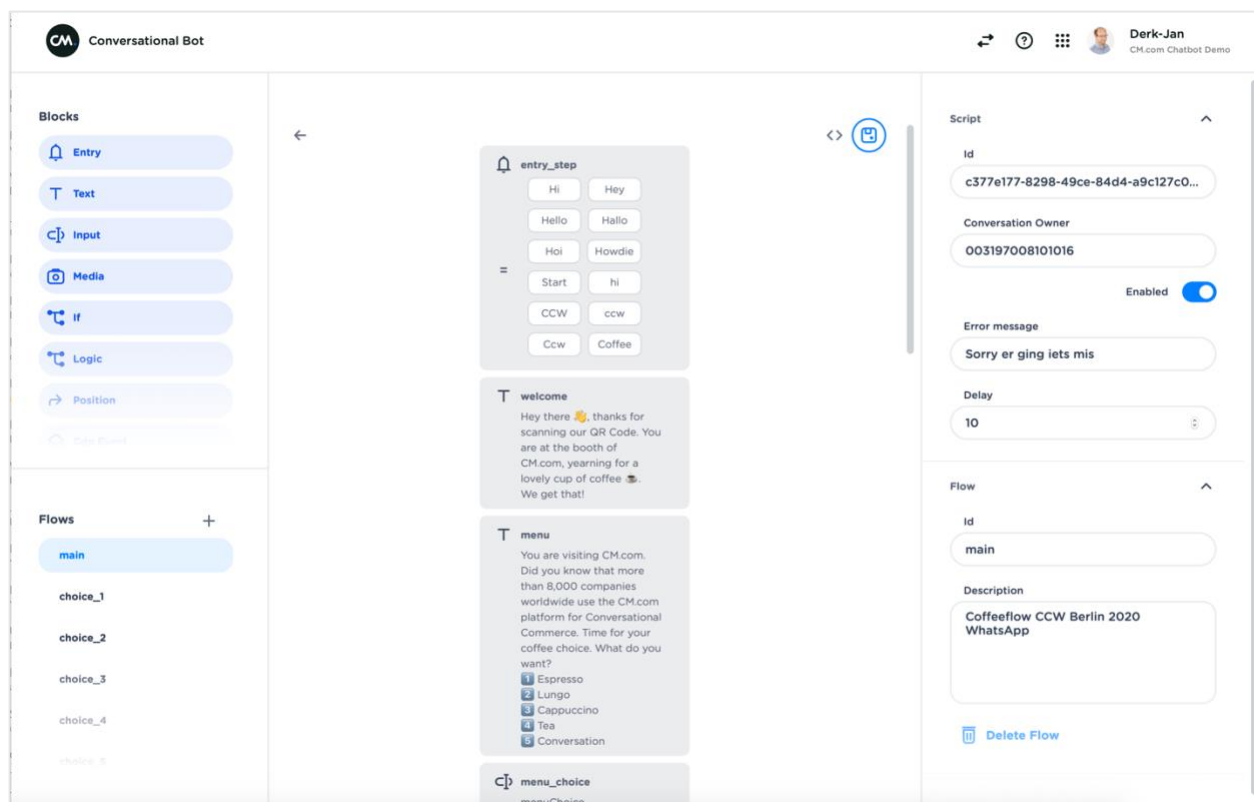 CM.
Conversational Bot
Derk-Jan
CM.com Chatbot Demo
Blocks
Entry
Text
Input
Media
If
Logic
Position
Flows
main
choice_1
choice_2
choice_3
choice_4
entry_step
Hi Hey
Hello Hallo
Hoi Howdie
=
Start hi
CCW ccw
Ccw Coffee
welcome
Hey there 👋, thanks for
scanning our QR Code. You
are at the booth of
CM.com, yearning for a
lovely cup of coffee ☕.
We get that!
menu
You are visiting CM.com.
Did you know that more
than 8,000 companies
worldwide use the CM.com
platform for Conversational
Commerce. Time for your
coffee choice. What do you
want?
1️⃣ Espresso
2️⃣ Lungo
3️⃣ Cappuccino
4️⃣ Tea
5️⃣ Conversation
menu_choice
menuChoice
Script
Id
c377e177-8298-49ce-84d4-a9c127c0...
Conversation Owner
003197008101016
Enabled
Error message
Sorry er ging iets mis
Delay
10
Flow
Id
main
Description
Coffeeflow CCW Berlin 2020
WhatsApp
Delete Flow